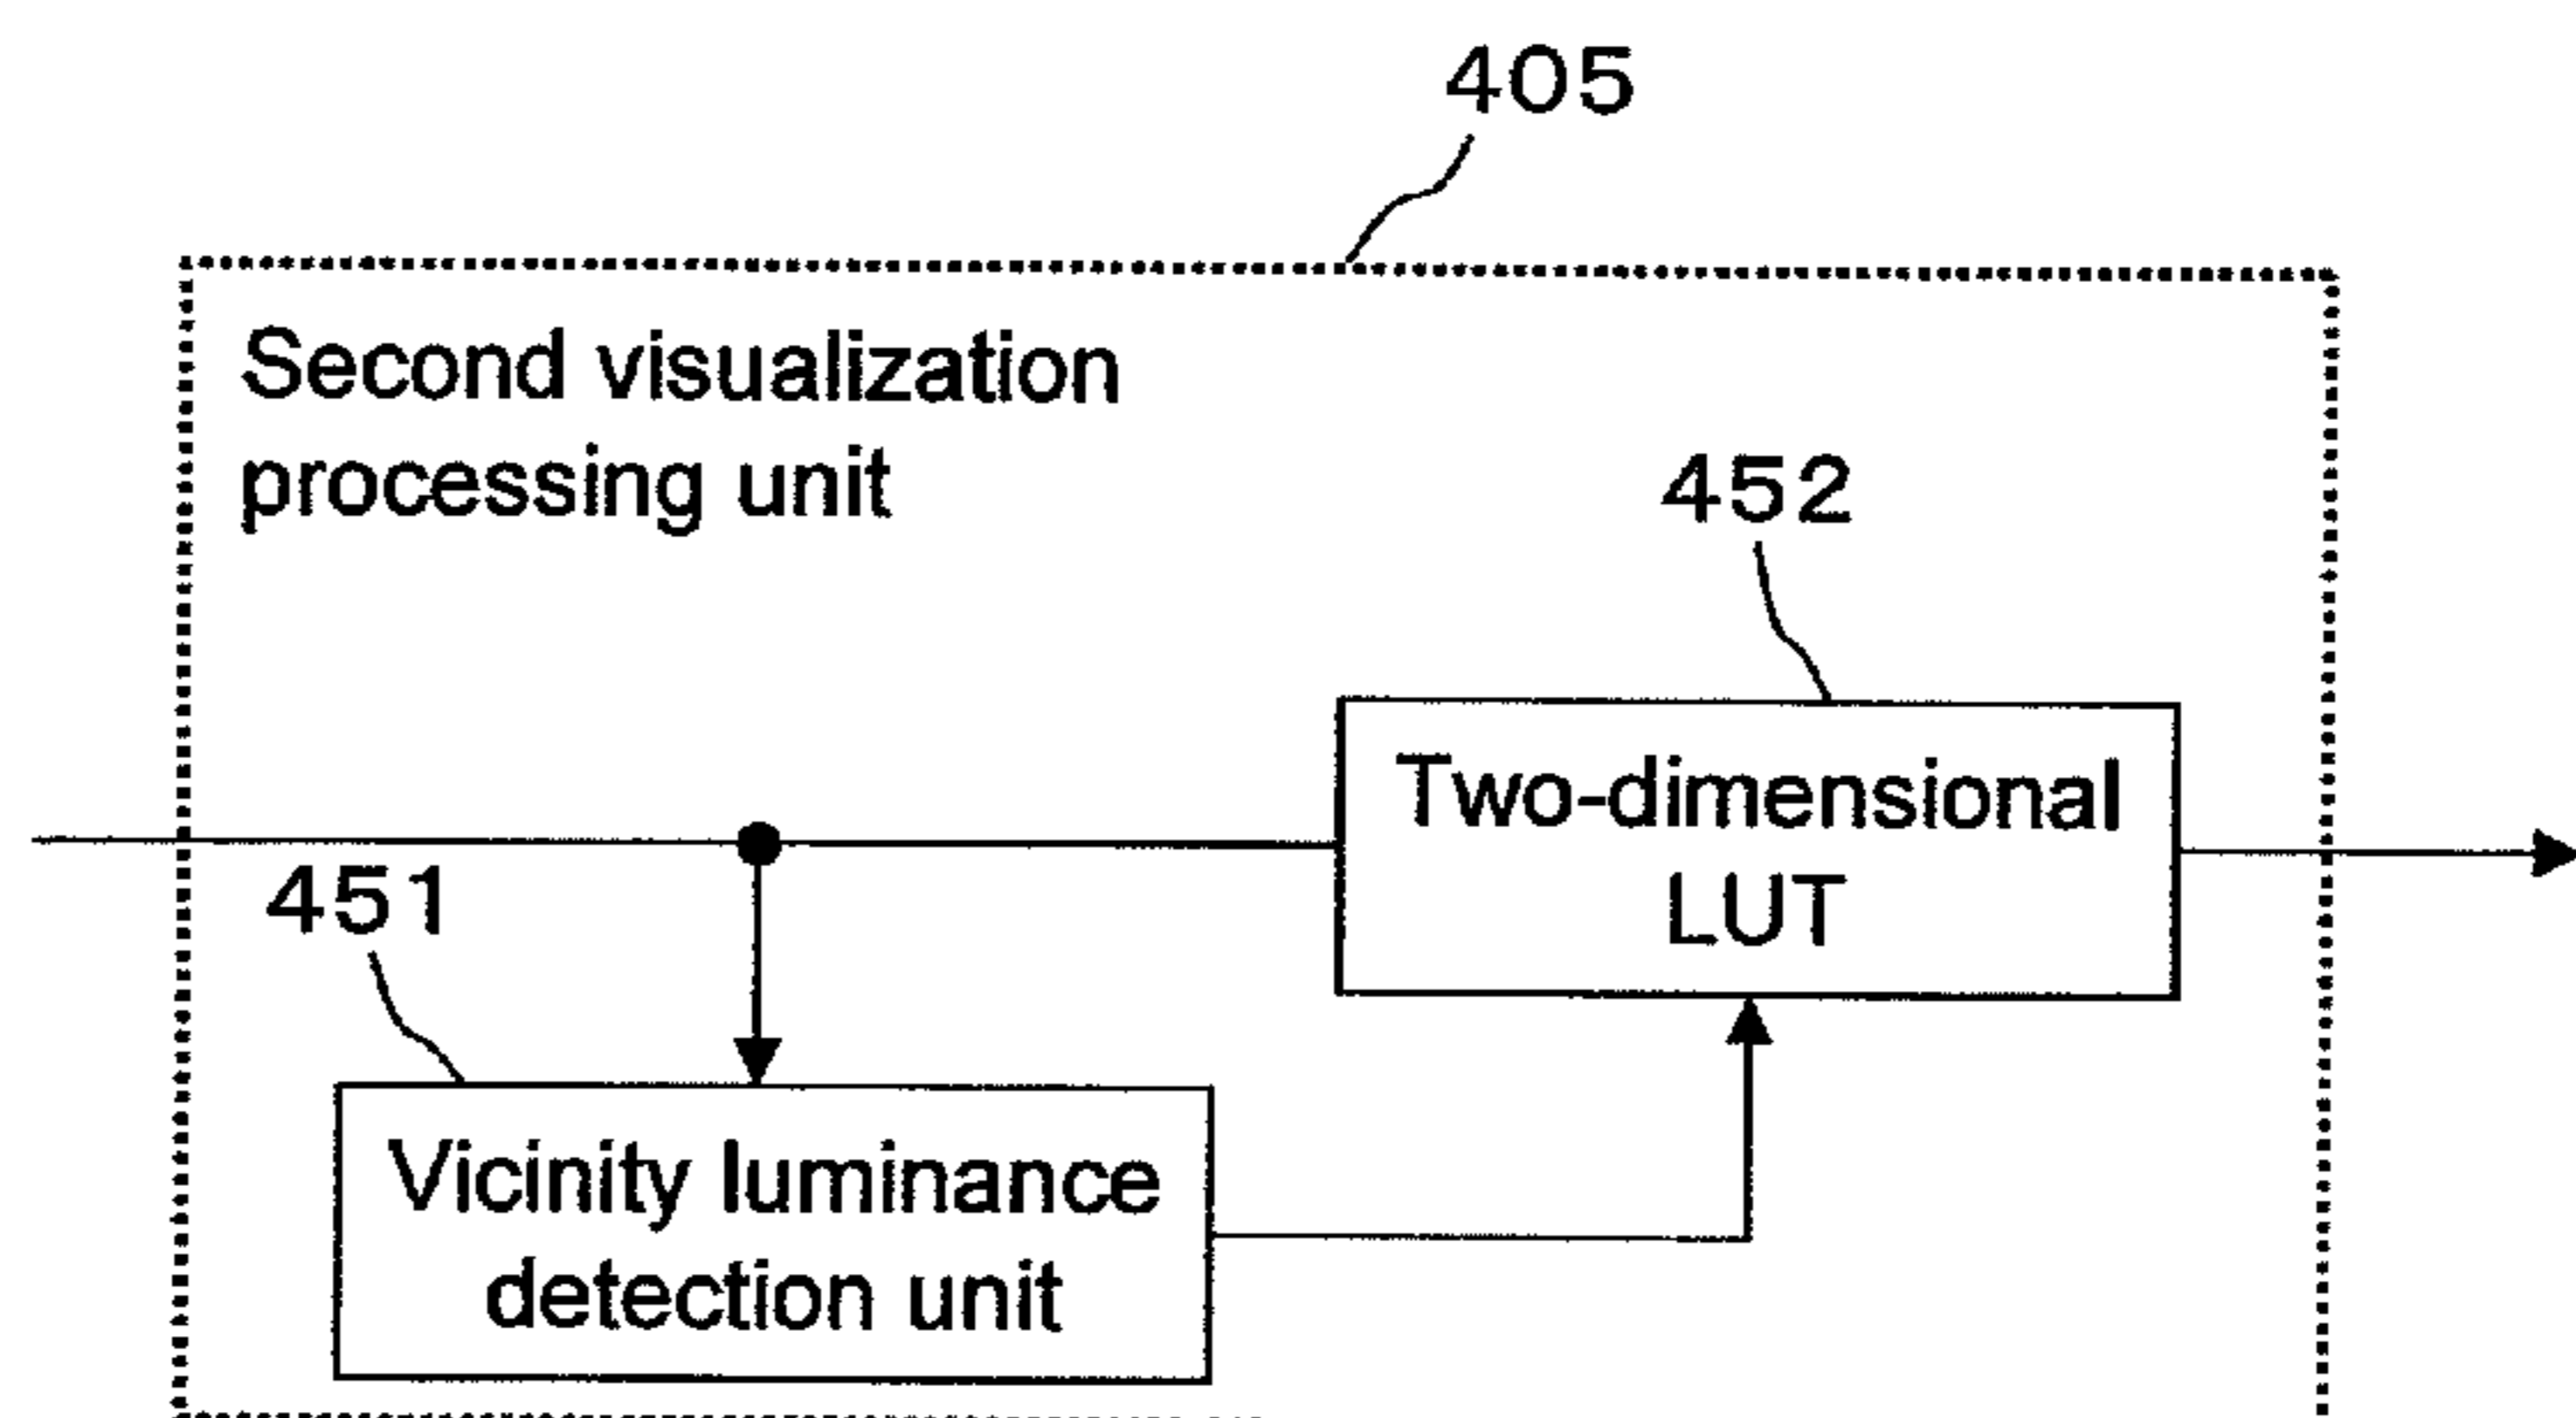 405
Second visualization
processing unit
452
Two-dimensional
LUT
451
Vicinity luminance
detection unit